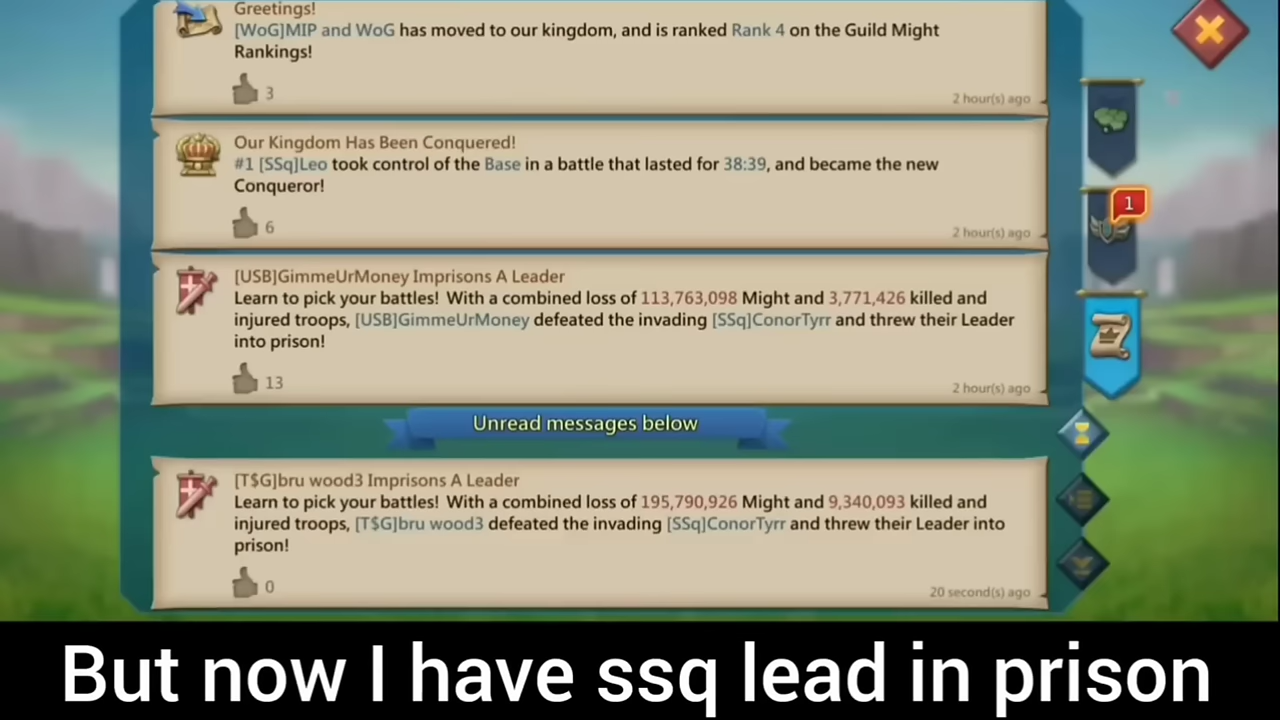 Greetings!
[WoG]MIP and WoG has moved to our kingdom, and is ranked Rank 4 on the Guild Might
Rankings!
3
2 hour(s) ago
Our Kingdom Has Been Conquered!
#1 [SSq]Leo took control of the Base in a battle that lasted for 38:39, and became the new
Conqueror!
6
2 hour(s) ago
1
[USB]GimmeUrMoney Imprisons A Leader
Learn to pick your battles! With a combined loss of 113,763,098 Might and 3,771,426 killed and
injured troops, [USB]GimmeUrMoney defeated the invading [SSq]ConorTyrr and threw their Leader
into prison!
13
2 hour(s) ago
Unread messages below
[T$G]bru wood3 Imprisons A Leader
Learn to pick your battles! With a combined loss of 195,790,926 Might and 9,340,093 killed and
injured troops, [T$G]bru wood3 defeated the invading [SSq]ConorTyrr and threw their Leader into
prison!
0
20 second(s) ago
But now I have ssq lead in prison